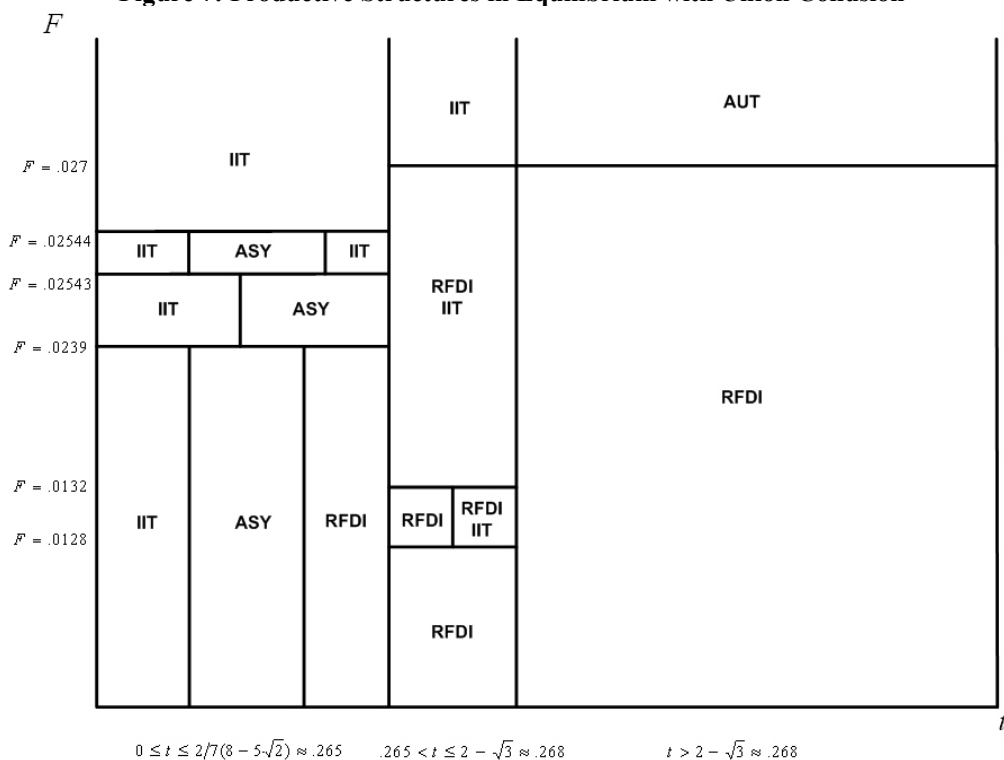 Figure 7: Productive Structures in Equilibrium with Union Collusion
F
IIT
AUT
F = .027
IIT
F = .02544
IIT ASY IIT
F = .02543
RFDI
IIT
IIT ASY
F = .0239
RFDI
F = .0132
IIT ASY RFDI
RFDI
RFDI
IIT
F = .0128
RFDI
t
0 ≤ t ≤ 2/7(8 − 5√2) ≈ .265 .265 < t ≤ 2 − √3 ≈ .268 t > 2 − √3 ≈ .268